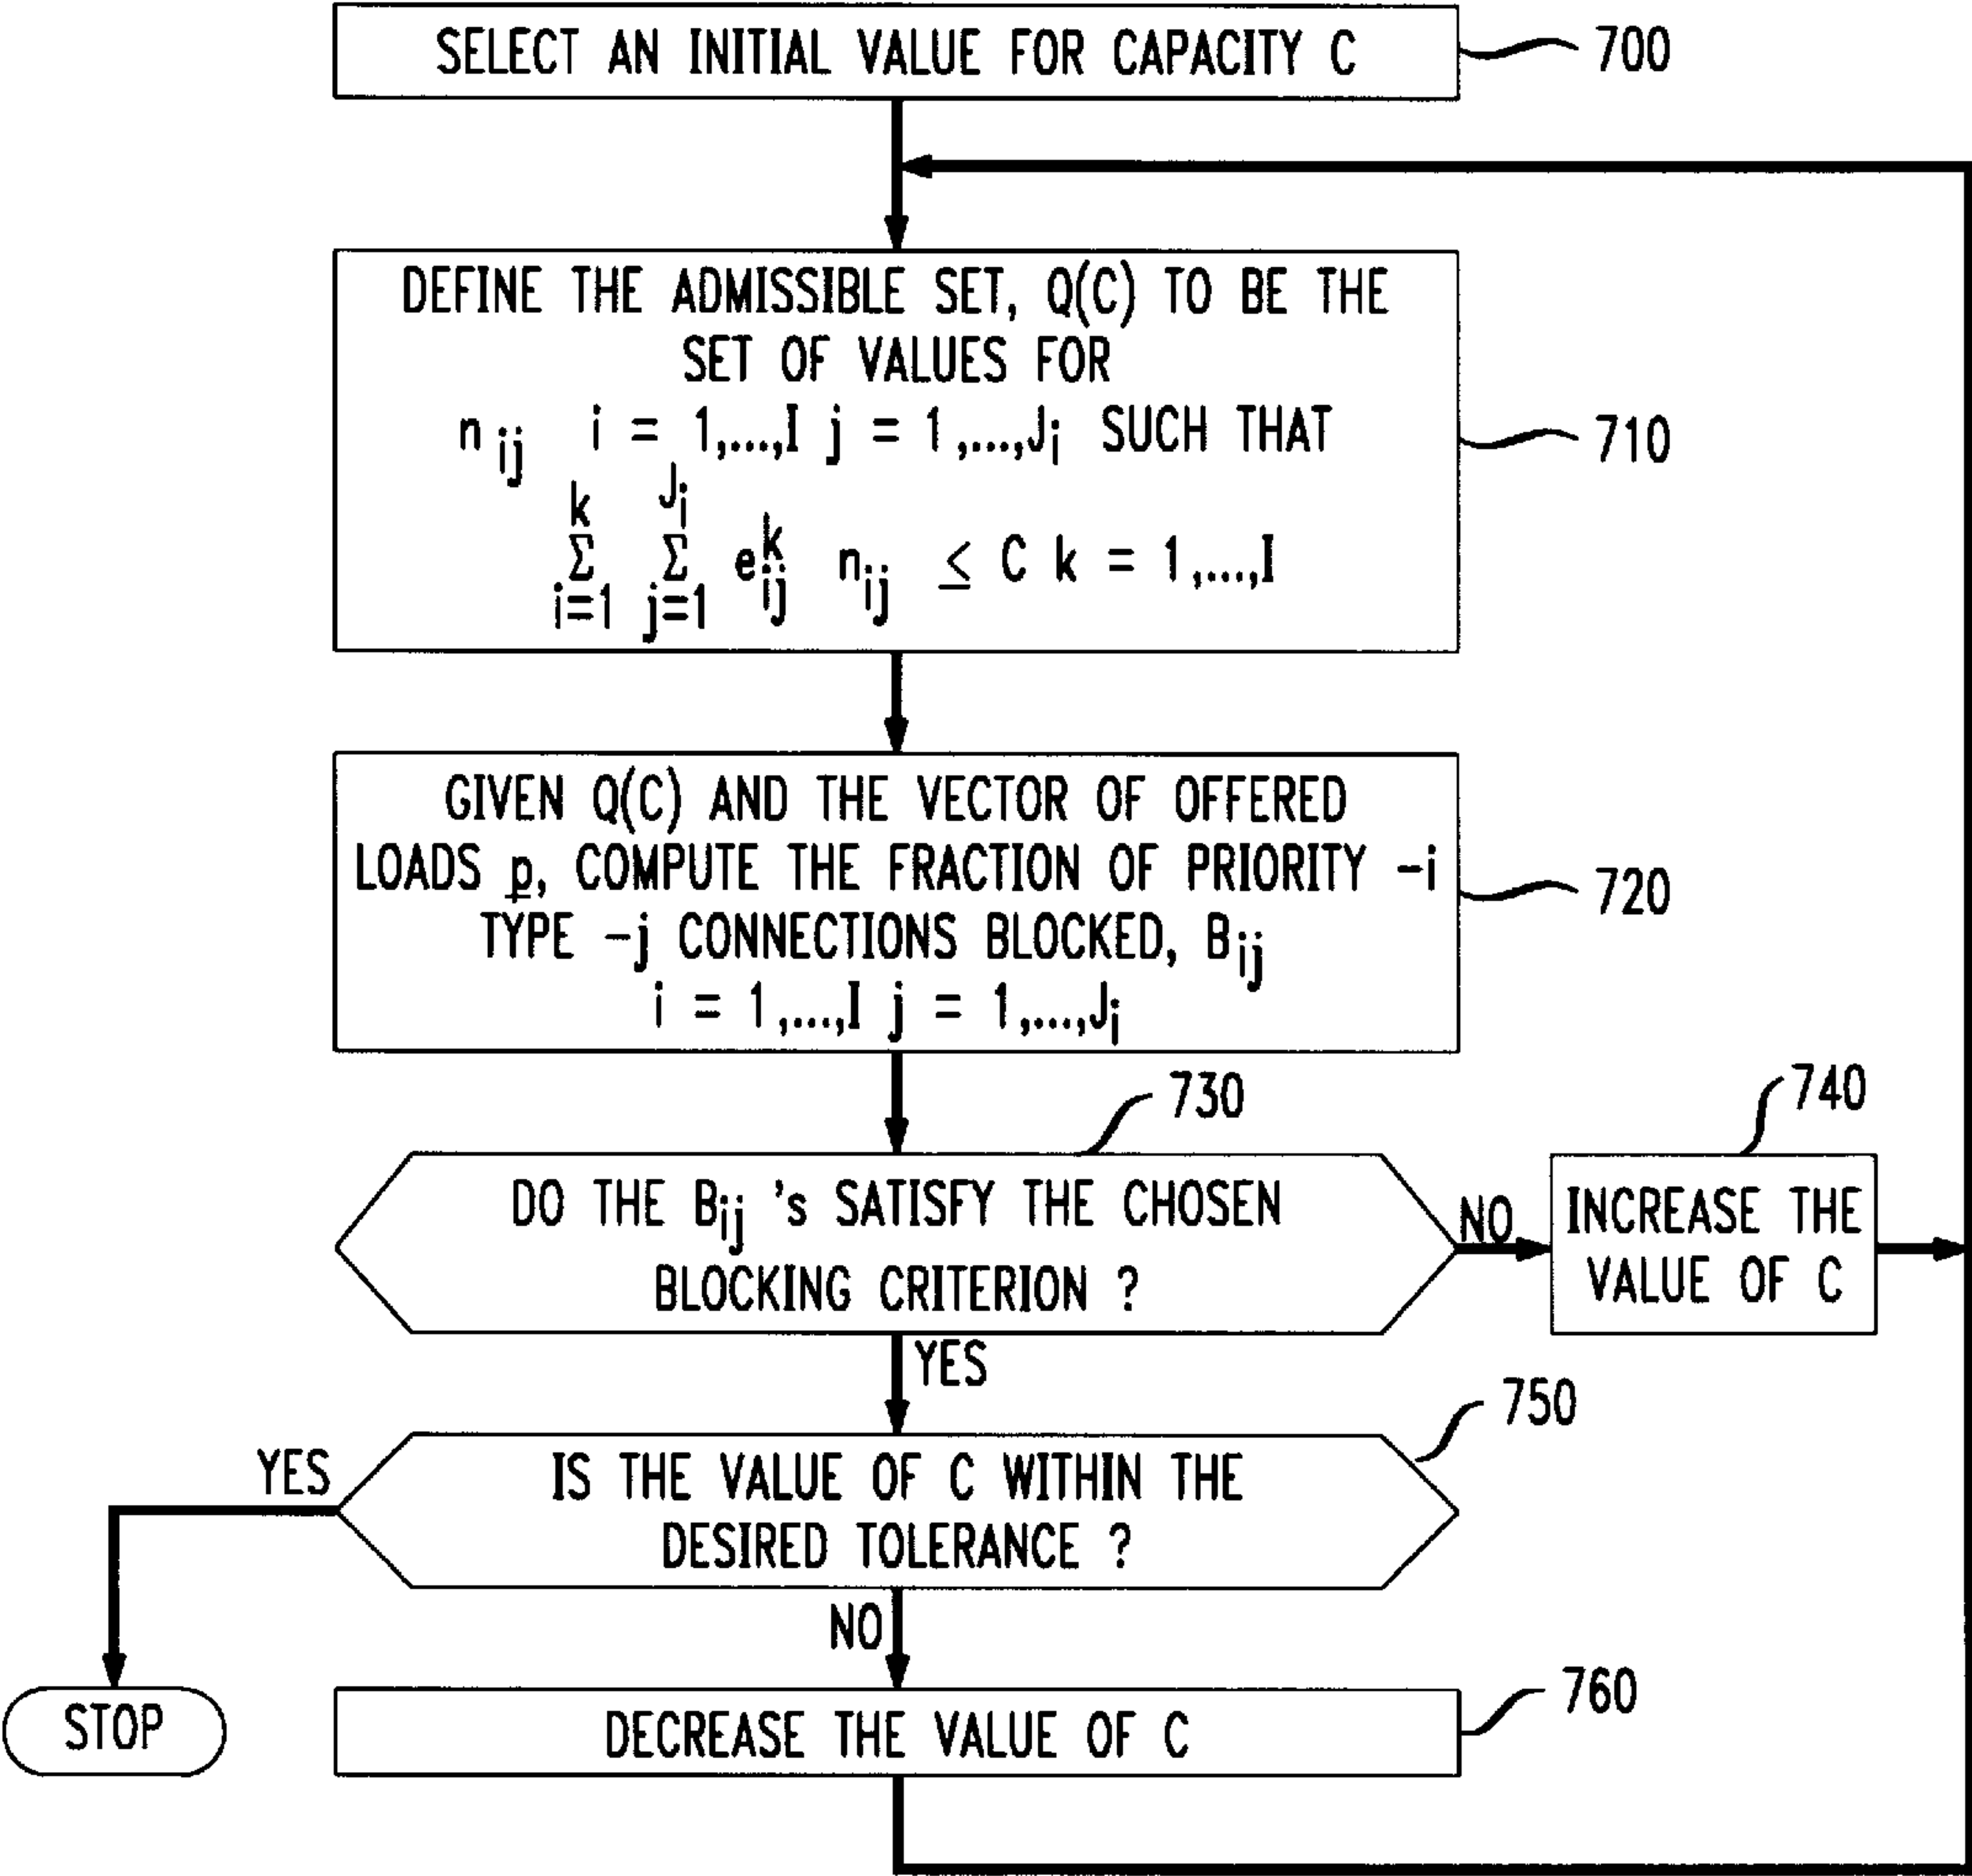 SELECT AN INITIAL VALUE FOR CAPACITY C
700
DEFINE THE ADMISSIBLE SET, Q(C) TO BE THE
SET OF VALUES FOR
n ij i = 1,...,I j = 1,...,Ji SUCH THAT
k Ji
Σ Σ e k ij n ij ≤ C k = 1,...,I
i=1 j=1
710
GIVEN Q(C) AND THE VECTOR OF OFFERED
LOADS p, COMPUTE THE FRACTION OF PRIORITY -i
TYPE -j CONNECTIONS BLOCKED, B ij
i = 1,...,I j = 1,...,Ji
720
730
DO THE Bij 's SATISFY THE CHOSEN
BLOCKING CRITERION ?
NO
740
INCREASE THE
VALUE OF C
YES
750
IS THE VALUE OF C WITHIN THE
DESIRED TOLERANCE ?
YES
NO
STOP
DECREASE THE VALUE OF C
760